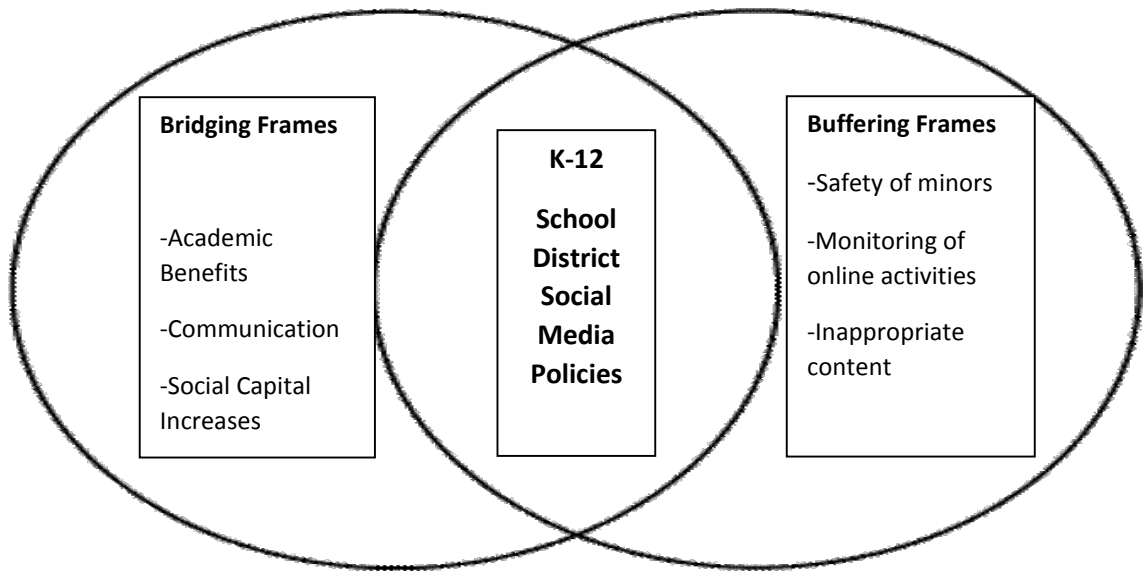 Bridging Frames
-Academic
Benefits
-Communication
-Social Capital
Increases
K-12
School
District
Social
Media
Policies
Buffering Frames
-Safety of minors
-Monitoring of
online activities
-Inappropriate
content